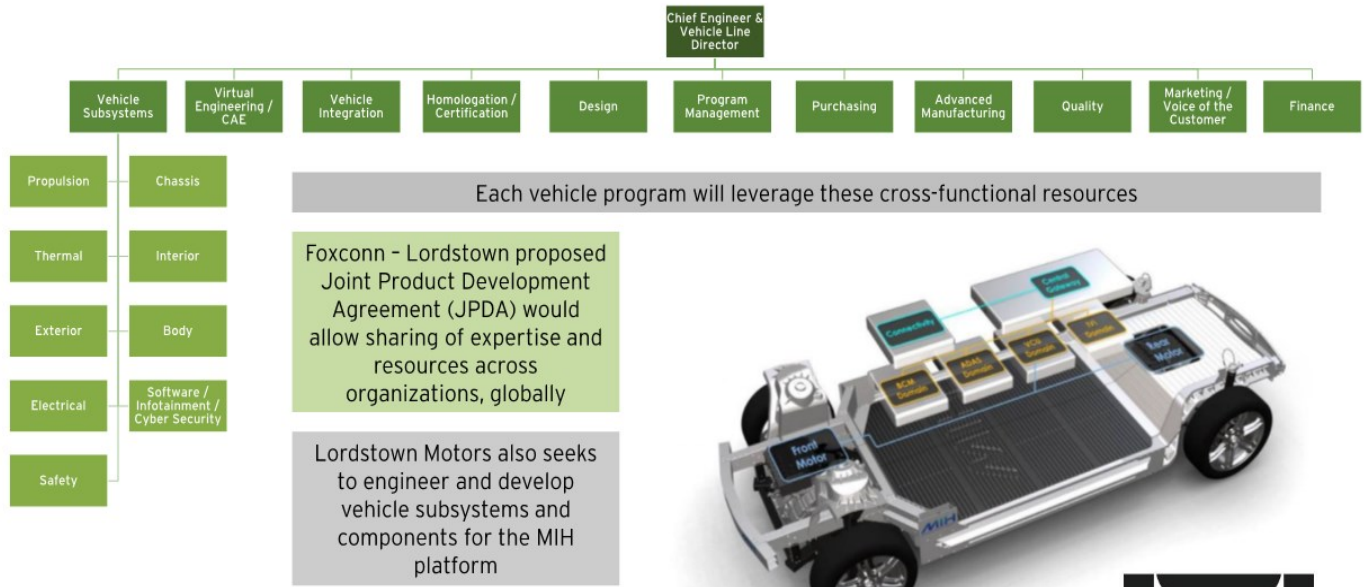 Chief Engineer &
Vehicle Line
Director
Vehicle
Subsystems
Virtual
Engineering /
CAE
Vehicle
Integration
Homologation /
Certification
Design
Program
Management
Purchasing
Advanced
Manufacturing
Quality
Marketing /
Voice of the
Customer
Finance
Propulsion
Chassis
Thermal
Interior
Exterior
Body
Electrical
Software /
Infotainment /
Cyber Security
Safety
Each vehicle program will leverage these cross-functional resources
Foxconn – Lordstown proposed
Joint Product Development
Agreement (JPDA) would
allow sharing of expertise and
resources across
organizations, globally
Lordstown Motors also seeks
to engineer and develop
vehicle subsystems and
components for the MIH
platform
Central
Gateway
Connectivity
IVI
Domain
VCU
Domain
ADAS
Domain
BCM
Domain
Rear
Motor
Front
Motor
MIH